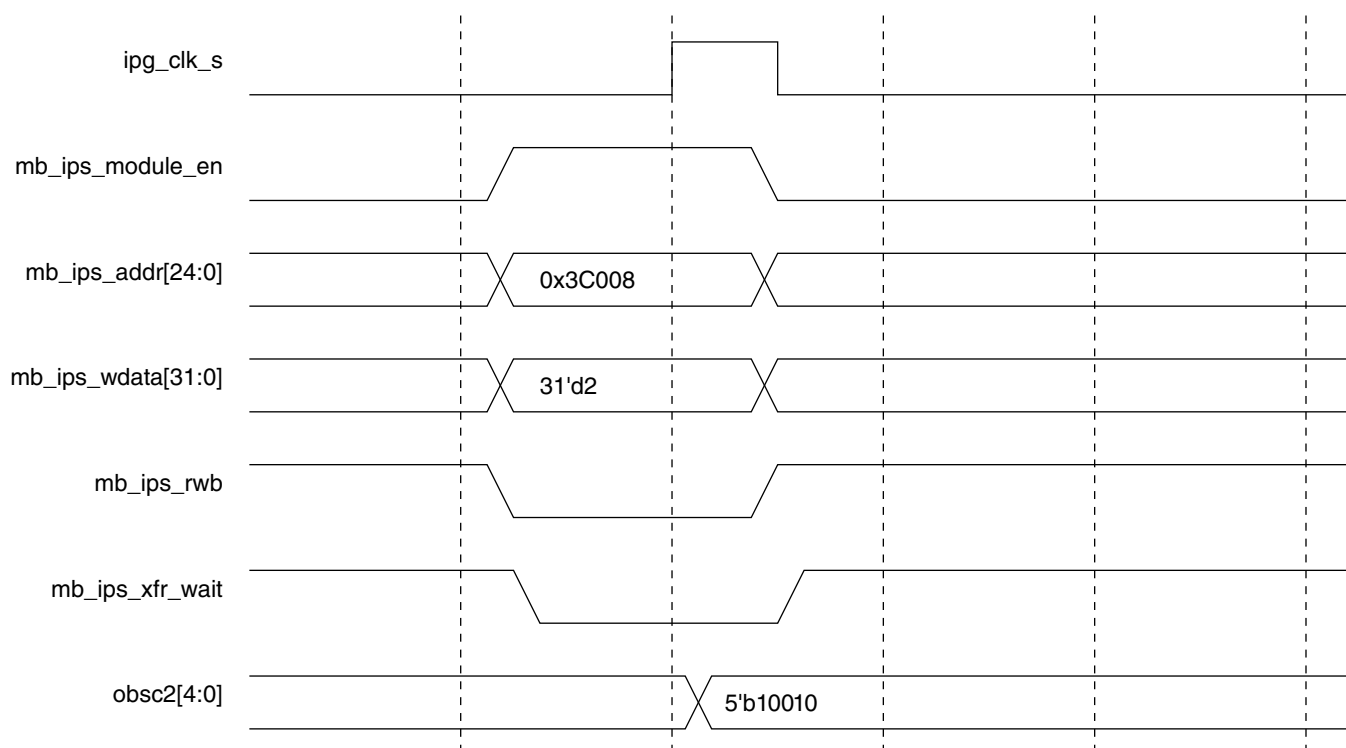 ipg_clk_s
mb_ips_module_en
mb_ips_addr[24:0]
0x3C008
mb_ips_wdata[31:0]
31'd2
mb_ips_rwb
mb_ips_xfr_wait
obsc2[4:0]
5'b10010